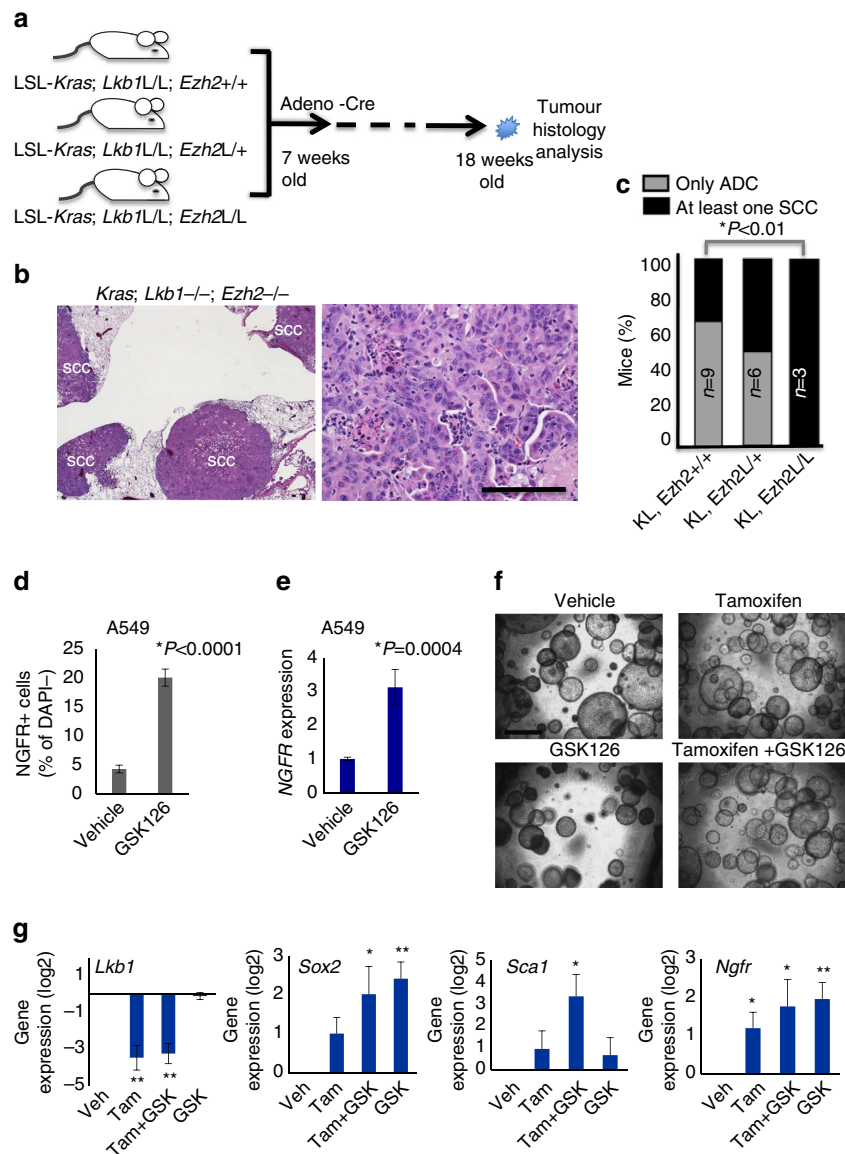 a
LSL-Kras; Lkb1L/L; Ezh2+/+
LSL-Kras; Lkb1L/L; Ezh2L/+
LSL-Kras; Lkb1L/L; Ezh2L/L
Adeno -Cre
7 weeks
old
18 weeks
old
Tumour
histology
analysis
b
Kras; Lkb1–/–; Ezh2–/–
SCC
SCC
SCC
SCC
c
Only ADC
At least one SCC
*P<0.01
Mice (%)
100
80
60
40
20
0
n=9
n=6
n=3
KL, Ezh2+/+
KL, Ezh2L/+
KL, Ezh2L/L
d
A549
*P<0.0001
NGFR+ cells
(% of DAPI–)
25
20
15
10
5
0
Vehicle
GSK126
e
A549
*P=0.0004
NGFR expression
4
3
2
1
0
Vehicle
GSK126
f
Vehicle
Tamoxifen
GSK126
Tamoxifen +GSK126
g
Lkb1
Gene
expression (log2)
1
–1
–3
–5
**
**
Veh
Tam
Tam+GSK
GSK
Sox2
Gene
expression (log2)
3
2
1
0
*
**
Veh
Tam
Tam+GSK
GSK
Sca1
Gene
expression (log2)
5
4
3
2
1
0
*
Veh
Tam
Tam+GSK
GSK
Ngfr
Gene
expression (log2)
3
2
1
0
*
*
**
Veh
Tam
Tam+GSK
GSK